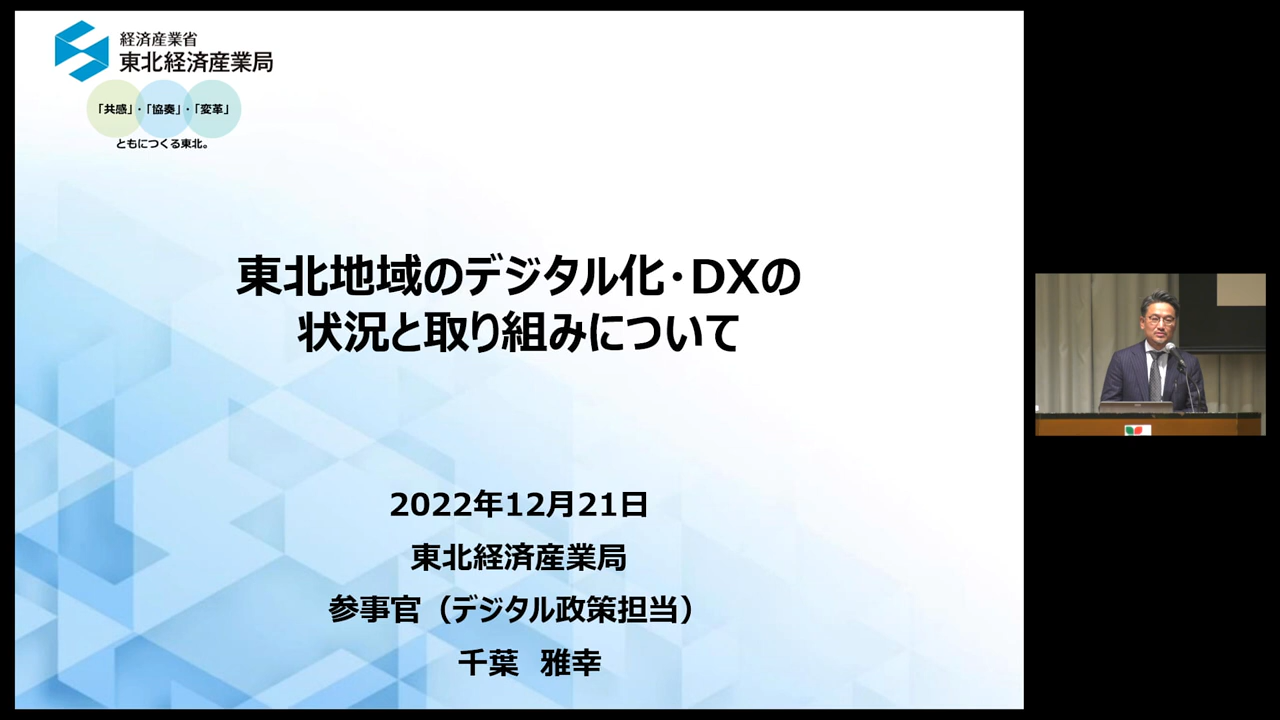 経済産業省
東北経済産業局
「共感」・「協奏」・「変革」
ともにつくる東北。
東北地域のデジタル化・DXの
状況と取り組みについて
2022年12月21日
東北経済産業局
参事官（デジタル政策担当）
千葉 雅幸